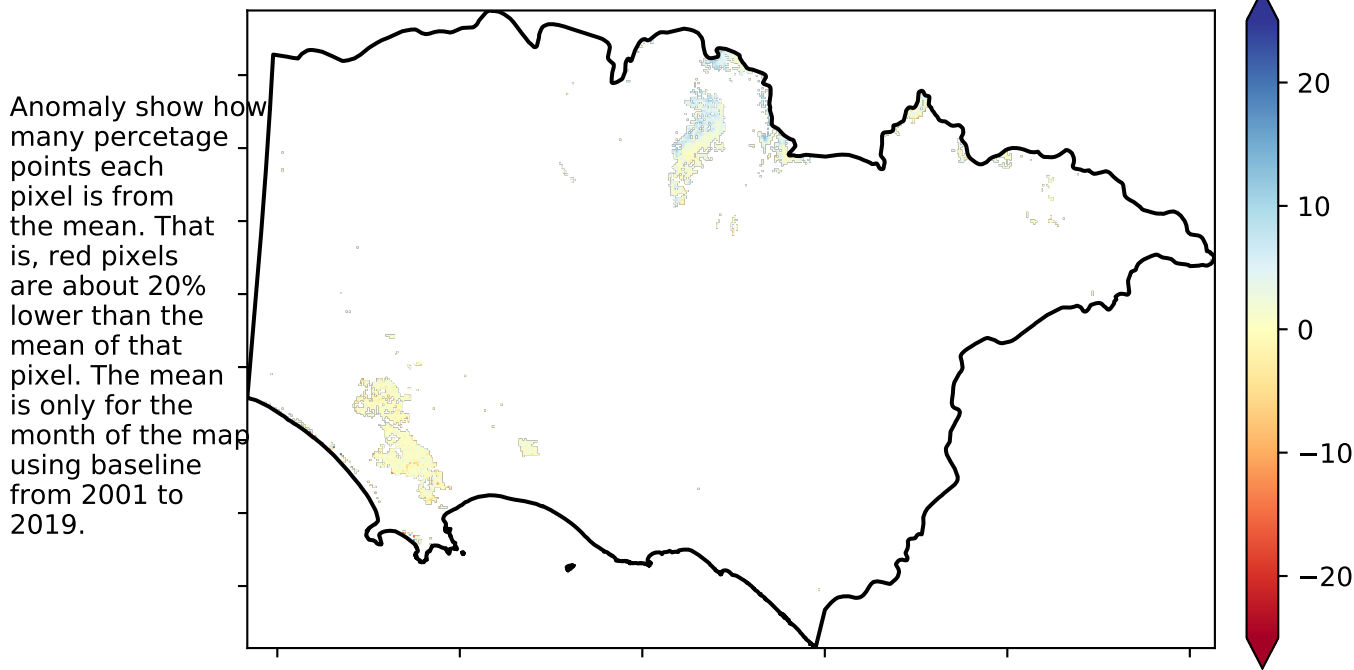 Anomaly show how
many percetage
points each
pixel is from
the mean. That
is, red pixels
are about 20%
lower than the
mean of that
pixel. The mean
is only for the
month of the map
using baseline
from 2001 to
2019.
20
10
0
−10
−20